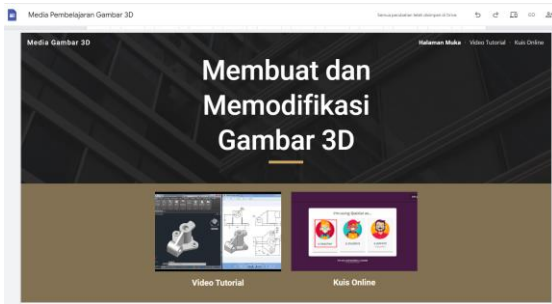 Media Pembelajaran Gambar 3D
Media Gambar 3D
Halaman Muka
Video Tutorial
Kuis Online
Membuat dan
Memodifikasi
Gambar 3D
Video Tutorial
Kuis Online